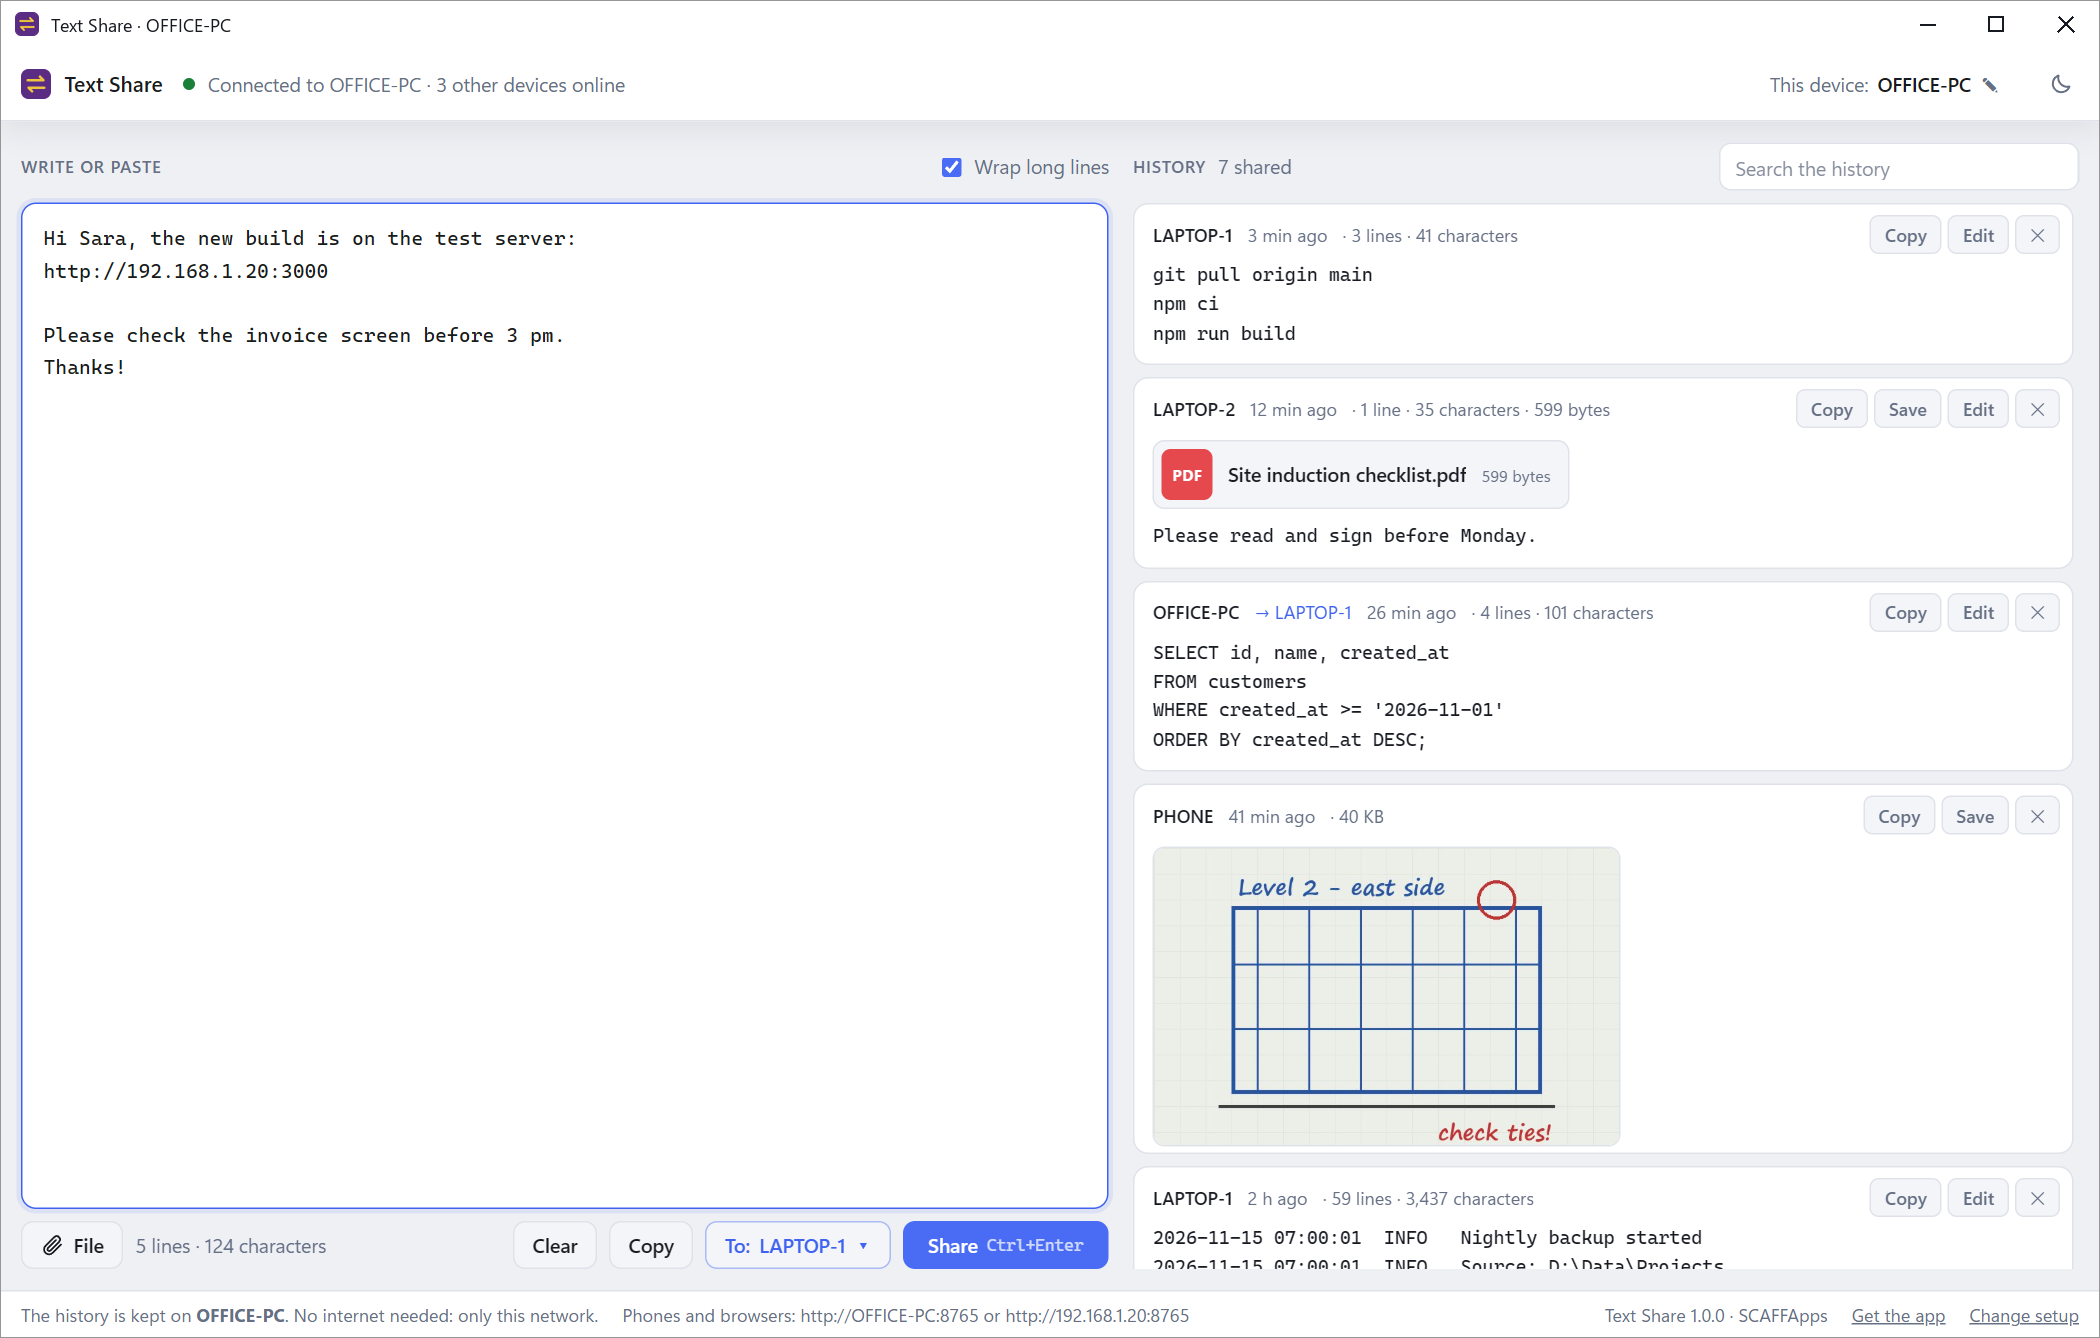 Text Share · OFFICE-PC
Text Share
Connected to OFFICE-PC · 3 other devices online
This device: OFFICE-PC
WRITE OR PASTE
Wrap long lines
Hi Sara, the new build is on the test server:
http://192.168.1.20:3000
Please check the invoice screen before 3 pm.
Thanks!
File
5 lines · 124 characters
Clear
Copy
To: LAPTOP-1
Share Ctrl+Enter
HISTORY 7 shared
Search the history
LAPTOP-1 3 min ago · 3 lines · 41 characters
Copy Edit
git pull origin main
npm ci
npm run build
LAPTOP-2 12 min ago · 1 line · 35 characters · 599 bytes
Copy Save Edit
PDF Site induction checklist.pdf 599 bytes
Please read and sign before Monday.
OFFICE-PC → LAPTOP-1 26 min ago · 4 lines · 101 characters
Copy Edit
SELECT id, name, created_at
FROM customers
WHERE created_at >= '2026-11-01'
ORDER BY created_at DESC;
PHONE 41 min ago · 40 KB
Copy Save
Level 2 - east side
check ties!
LAPTOP-1 2 h ago · 59 lines · 3,437 characters
Copy Edit
2026-11-15 07:00:01 INFO Nightly backup started
2026-11-15 07:00:01 INFO Source: D:\Data\Projects
The history is kept on OFFICE-PC. No internet needed: only this network.
Phones and browsers: http://OFFICE-PC:8765 or http://192.168.1.20:8765
Text Share 1.0.0 · SCAFFApps
Get the app
Change setup